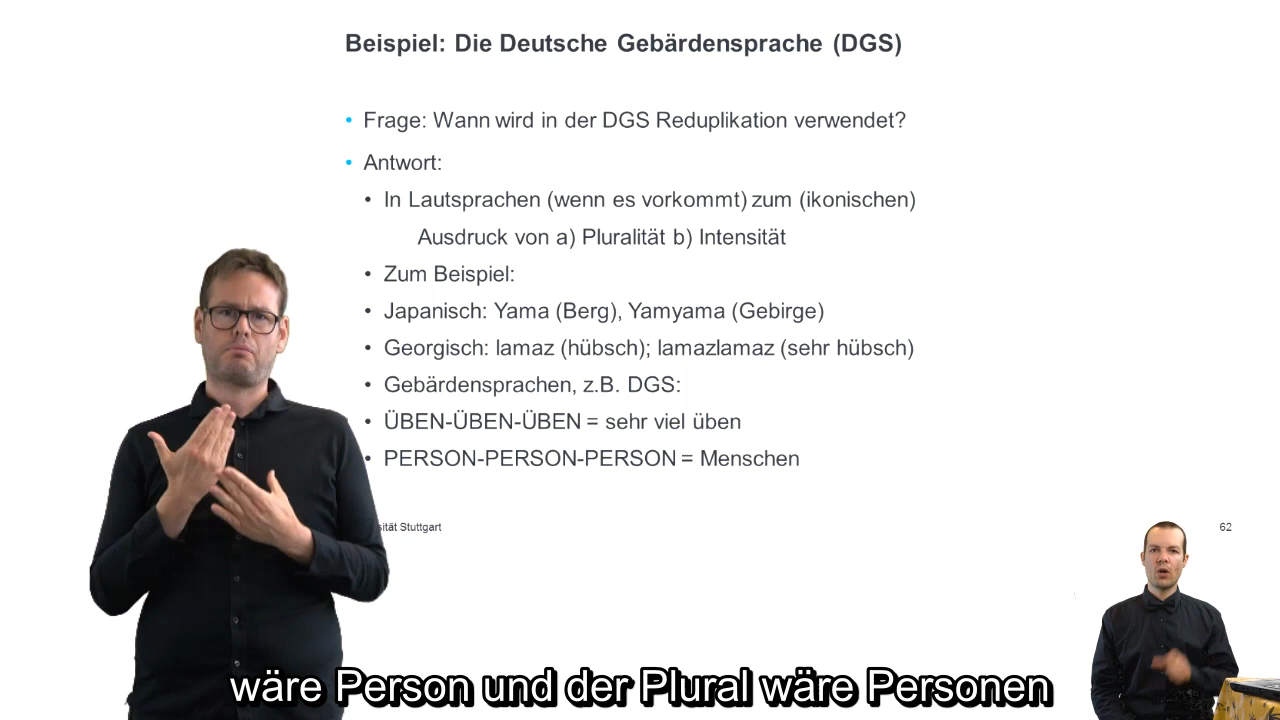 Beispiel: Die Deutsche Gebärdensprache (DGS)
• Frage: Wann wird in der DGS Reduplikation verwendet?
• Antwort:
• In Lautsprachen (wenn es vorkommt) zum (ikonischen)
Ausdruck von a) Pluralität b) Intensität
• Zum Beispiel:
• Japanisch: Yama (Berg), Yamyama (Gebirge)
• Georgisch: lamaz (hübsch); lamazlamaz (sehr hübsch)
• Gebärdensprachen, z.B. DGS:
• ÜBEN-ÜBEN-ÜBEN = sehr viel üben
• PERSON-PERSON-PERSON = Menschen
sität Stuttgart
62
wäre Person und der Plural wäre Personen